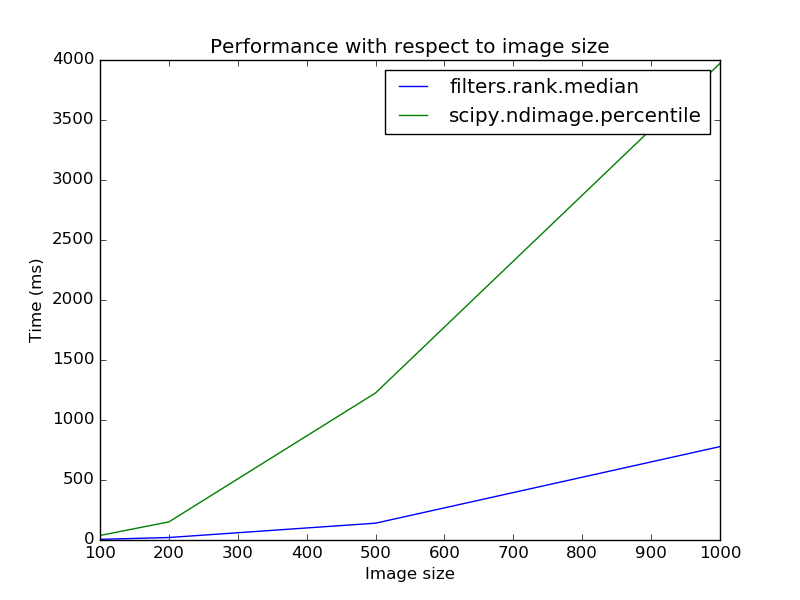 Performance with respect to image size
filters.rank.median
scipy.ndimage.percentile
4000
3500
3000
2500
2000
1500
1000
500
0
Time (ms)
100 200 300 400 500 600 700 800 900 1000
Image size